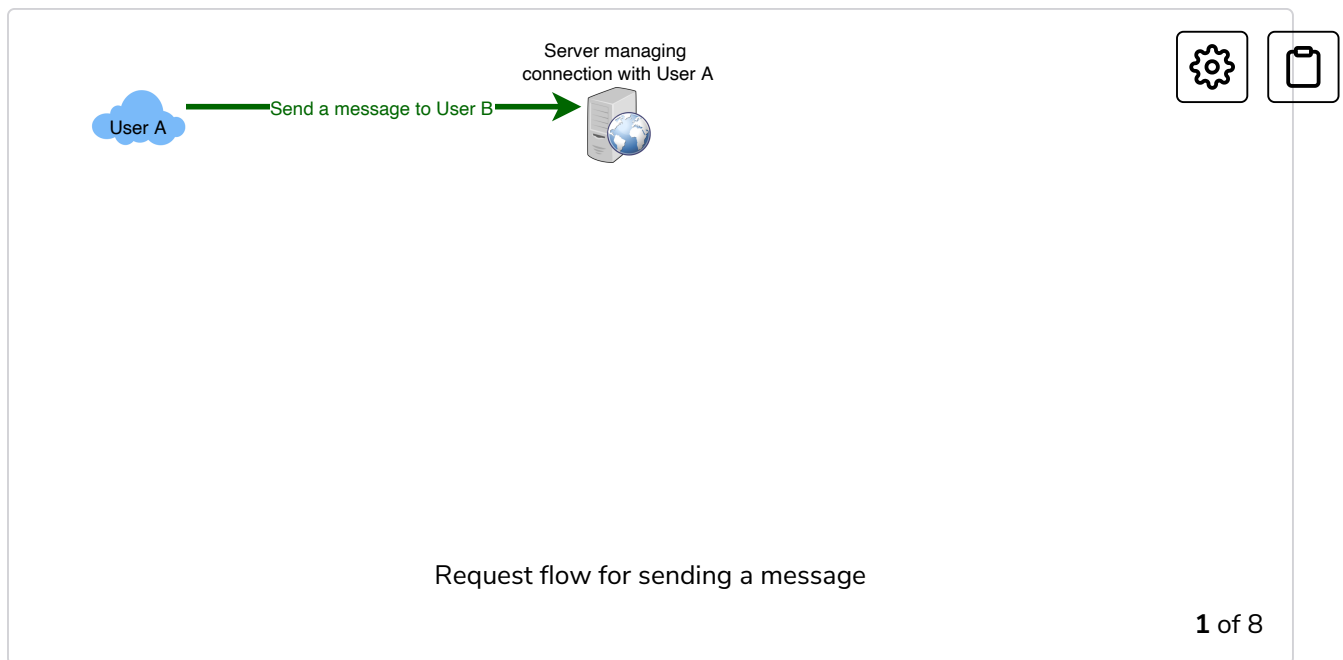 Server managing
connection with User A
User A
Send a message to User B
Request flow for sending a message
1 of 8